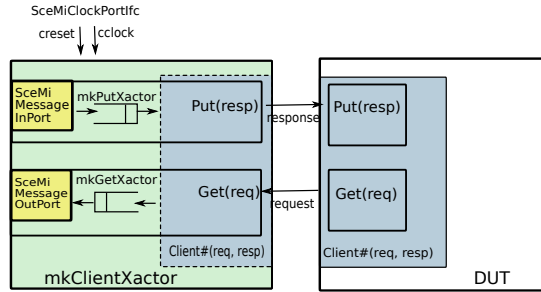 SceMiClockPortIfc
creset
cclock
SceMi
Message
InPort
mkPutXactor
Put(resp)
response
Put(resp)
SceMi
Message
OutPort
mkGetXactor
Get(req)
request
Get(req)
Client#(req, resp)
Client#(req, resp)
mkClientXactor
DUT